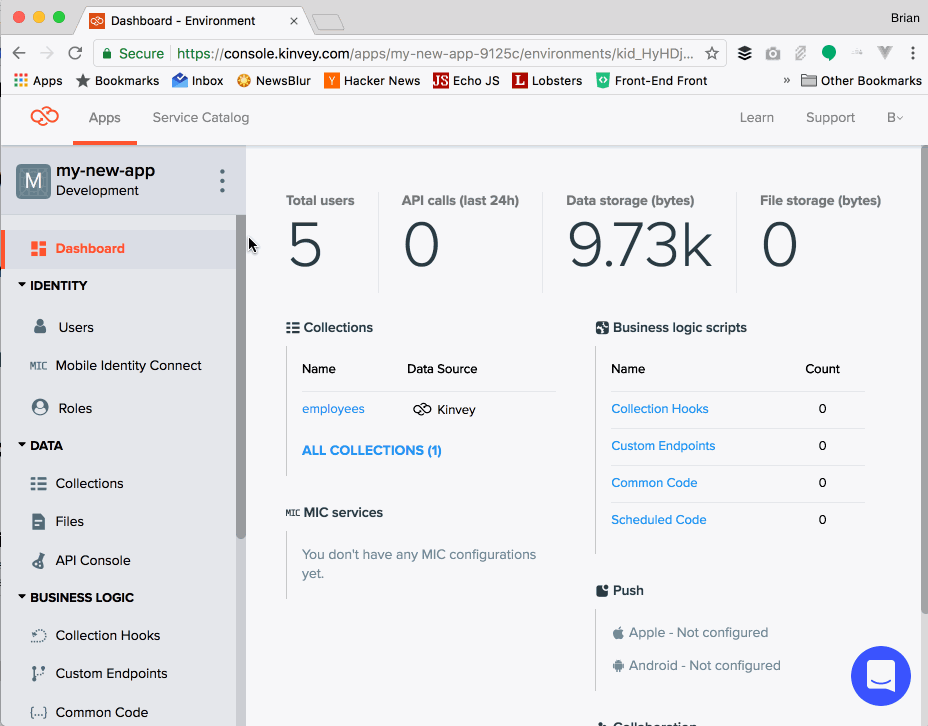 Dashboard - Environment
Brian
Secure https://console.kinvey.com/apps/my-new-app-9125c/environments/kid_HyHDj...
Apps Bookmarks Inbox NewsBlur Hacker News Echo JS Lobsters Front-End Front » Other Bookmarks
Apps Service Catalog Learn Support B
M my-new-app
Development
Dashboard
IDENTITY
Users
MIC Mobile Identity Connect
Roles
DATA
Collections
Files
API Console
BUSINESS LOGIC
Collection Hooks
Custom Endpoints
{...} Common Code
Total users API calls (last 24h) Data storage (bytes) File storage (bytes)
5 0 9.73k 0
Collections
Name Data Source
employees Kinvey
ALL COLLECTIONS (1)
MIC MIC services
You don't have any MIC configurations
yet.
Business logic scripts
Name Count
Collection Hooks 0
Custom Endpoints 0
Common Code 0
Scheduled Code 0
Push
Apple - Not configured
Android - Not configured
Collaboration